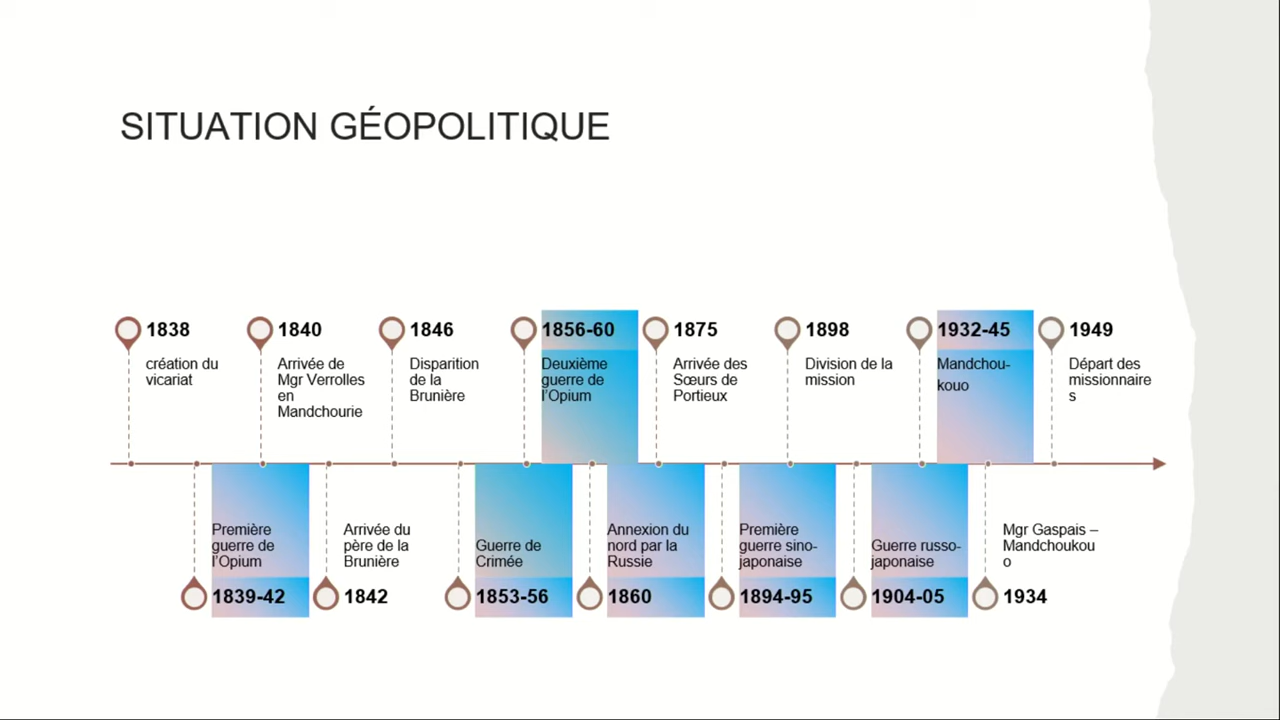 SITUATION GÉOPOLITIQUE
1838
création du
vicariat
1840
Arrivée de
Mgr Verrolles
en
Mandchourie
1846
Disparition
de la
Brunière
1856-60
Deuxième
guerre de
l'Opium
1875
Arrivée des
Sœurs de
Portieux
1898
Division de la
mission
1932-45
Mandchou-
kouo
1949
Départ des
missionnaire
s
Première
guerre de
l'Opium
1839-42
Arrivée du
père de la
Brunière
1842
Guerre de
Crimée
1853-56
Annexion du
nord par la
Russie
1860
Première
guerre sino-
japonaise
1894-95
Guerre russo-
japonaise
1904-05
Mgr Gaspais –
Mandchoukou
o
1934